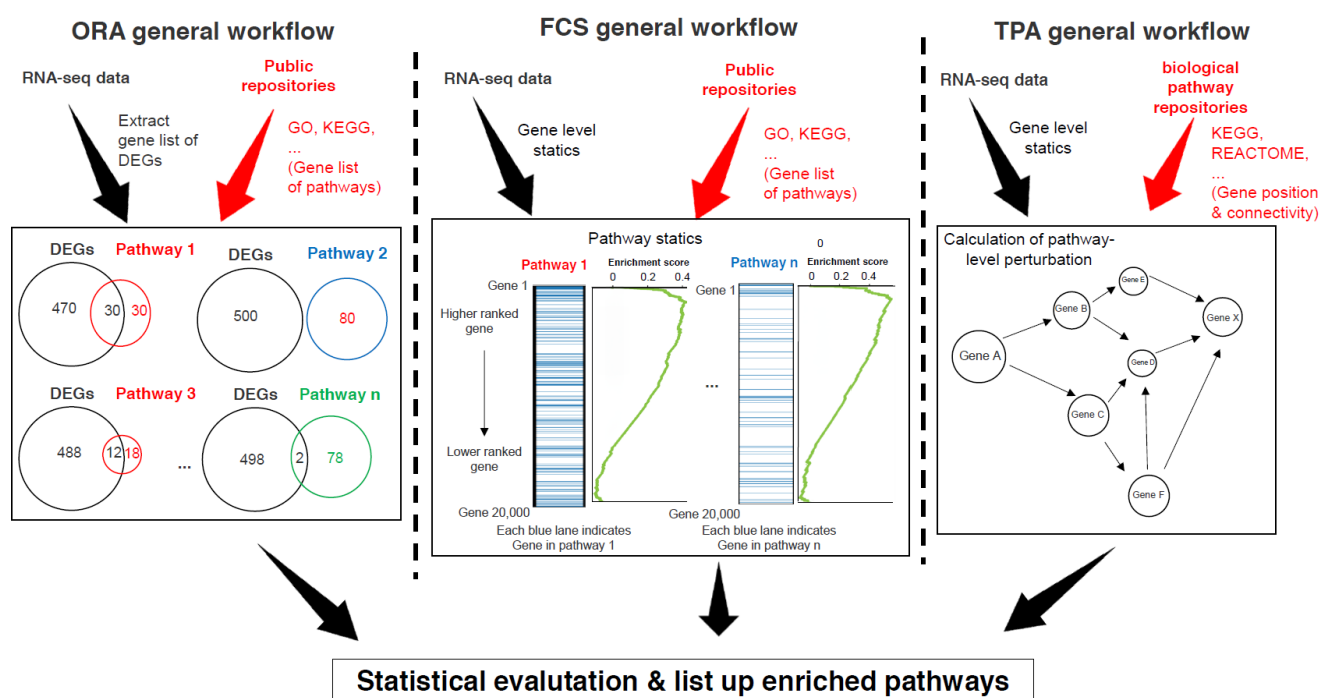 ORA general workflow
RNA-seq data
Public
repositories
Extract
gene list of
DEGs
GO, KEGG,
...
(Gene list
of pathways)
DEGs
Pathway 1
470
30
30
DEGs
Pathway 2
500
80
DEGs
Pathway 3
488
12
18
...
DEGs
Pathway n
498
2
78
FCS general workflow
RNA-seq data
Public
repositories
Gene level
statics
GO, KEGG,
...
(Gene list
of pathways)
Pathway statics
Pathway 1
Enrichment score
0 0.2 0.4
Gene 1
Higher ranked
gene
Lower ranked
gene
Gene 20,000
Each blue lane indicates
Gene in pathway 1
...
0
Pathway n
Enrichment score
0 0.2 0.4
Gene 1
Gene 20,000
Each blue lane indicates
Gene in pathway n
TPA general workflow
RNA-seq data
biological
pathway
repositories
Gene level
statics
KEGG,
REACTOME,
...
(Gene position
& connectivity)
Calculation of pathway-
level perturbation
Gene E
Gene B
Gene X
Gene A
Gene D
Gene C
Gene F
Statistical evalutation & list up enriched pathways